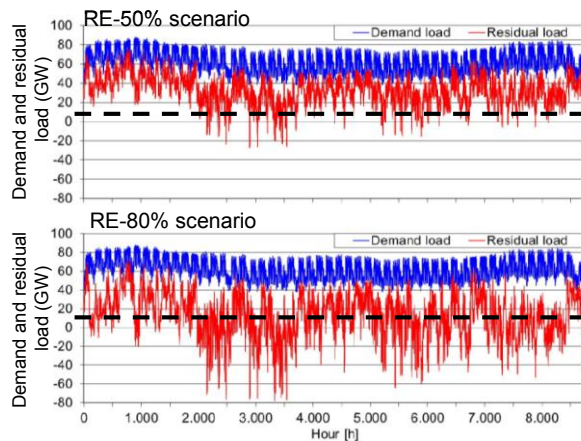 RE-50% scenario
Demand and residual
load (GW)
100
80
60
40
20
0
-20
-40
-60
-80
Demand load
Residual load
RE-80% scenario
Demand and residual
load (GW)
100
80
60
40
20
0
-20
-40
-60
-80
Demand load
Residual load
0 1.000 2.000 3.000 4.000 5.000 6.000 7.000 8.000
Hour [h]